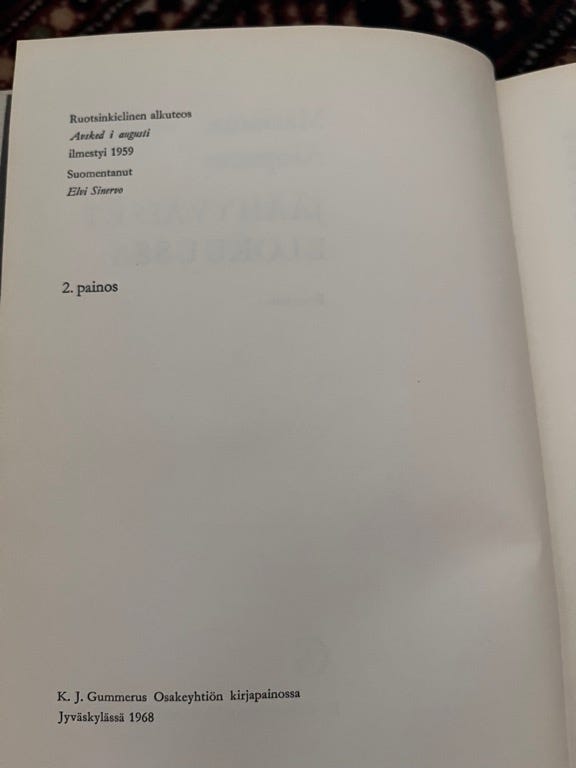 Ruotsinkielinen alkuteos
Avsked i augusti
ilmestyi 1959
Suomentanut
Elvi Sinervo
2. painos
K. J. Gummerus Osakeyhtiön kirjapainossa
Jyväskylässä 1968